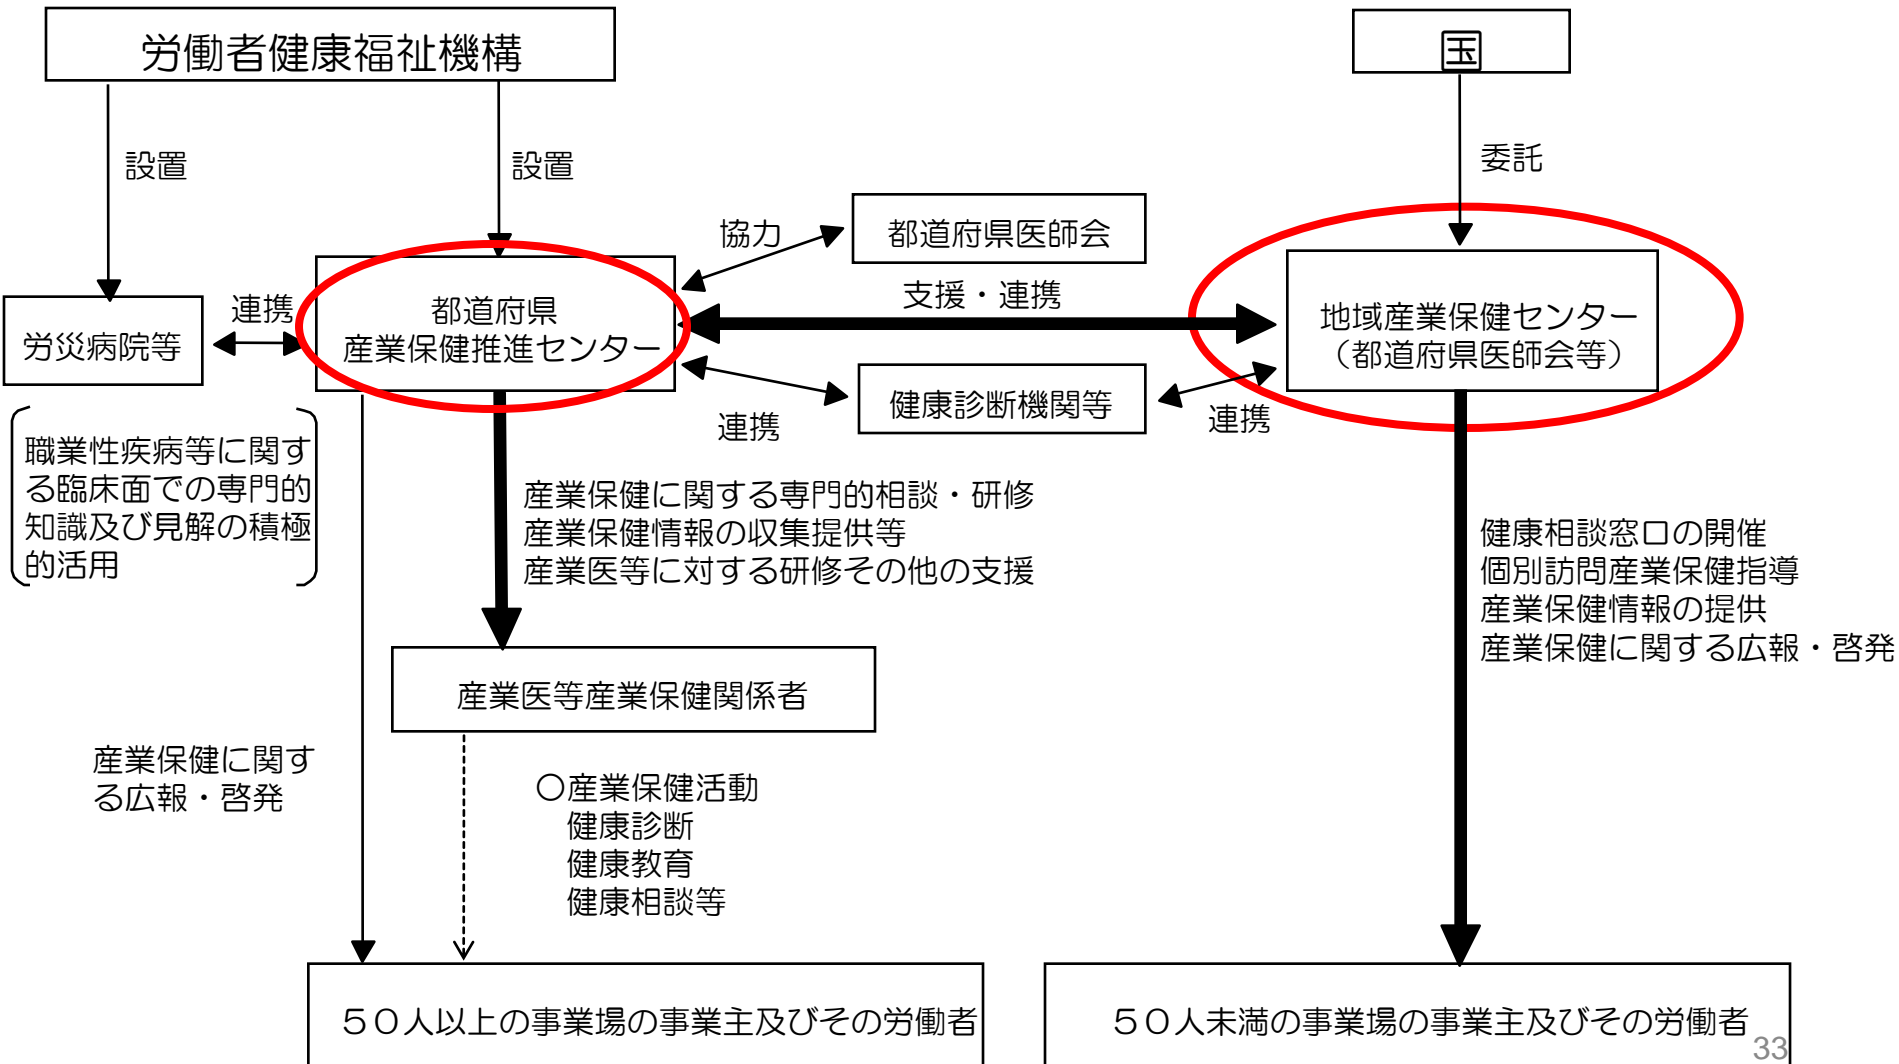 労働者健康福祉機構
国
設置
設置
委託
協力
都道府県医師会
支援・連携
連携
労災病院等
都道府県
産業保健推進センター
地域産業保健センター
（都道府県医師会等）
健康診断機関等
連携
連携
職業性疾病等に関す
る臨床面での専門的
知識及び見解の積極
的活用
産業保健に関する専門的相談・研修
産業保健情報の収集提供等
産業医等に対する研修その他の支援
健康相談窓口の開催
個別訪問産業保健指導
産業保健情報の提供
産業保健に関する広報・啓発
産業医等産業保健関係者
産業保健に関す
る広報・啓発
○産業保健活動
健康診断
健康教育
健康相談等
５０人以上の事業場の事業主及びその労働者
５０人未満の事業場の事業主及びその労働者
33